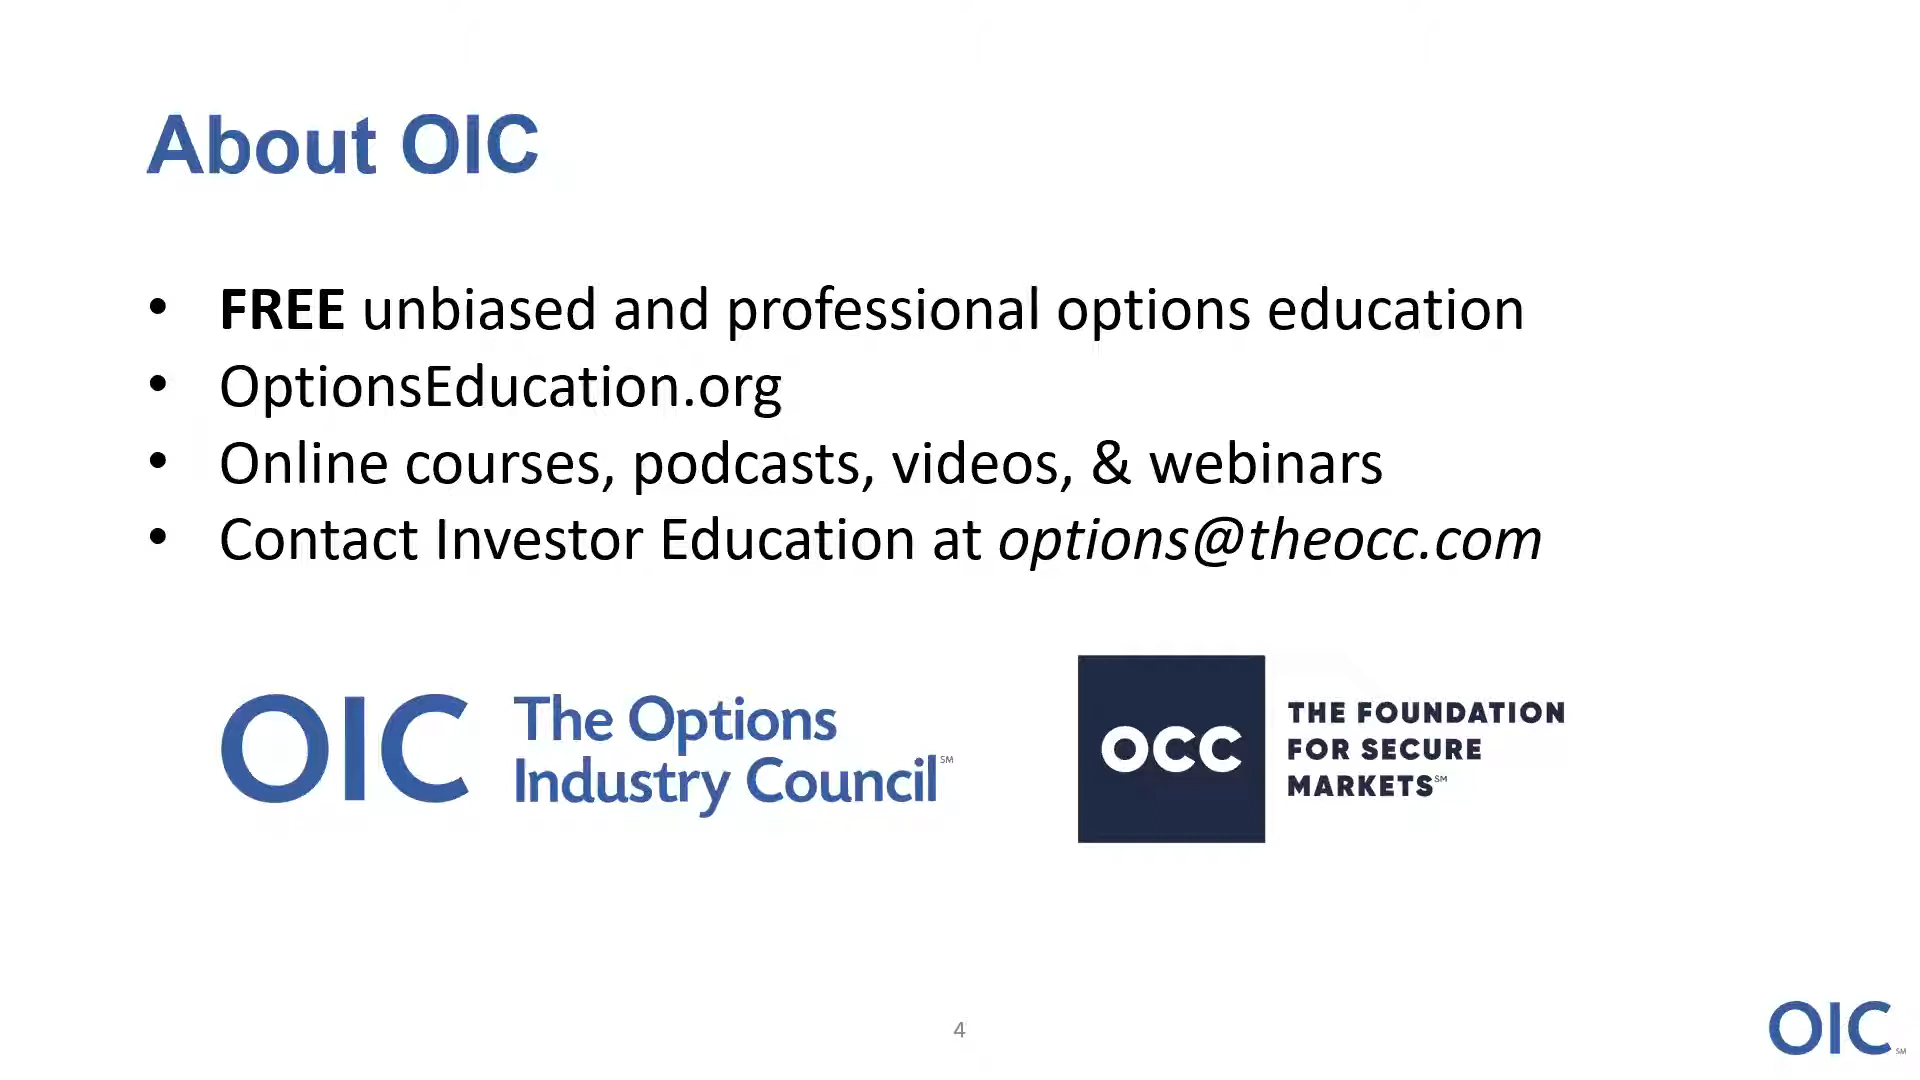 About OIC
• FREE unbiased and professional options education
• OptionsEducation.org
• Online courses, podcasts, videos, & webinars
• Contact Investor Education at options@theocc.com
OIC
The Options
Industry Council℠
OCC
THE FOUNDATION
FOR SECURE
MARKETS℠
4
OIC℠